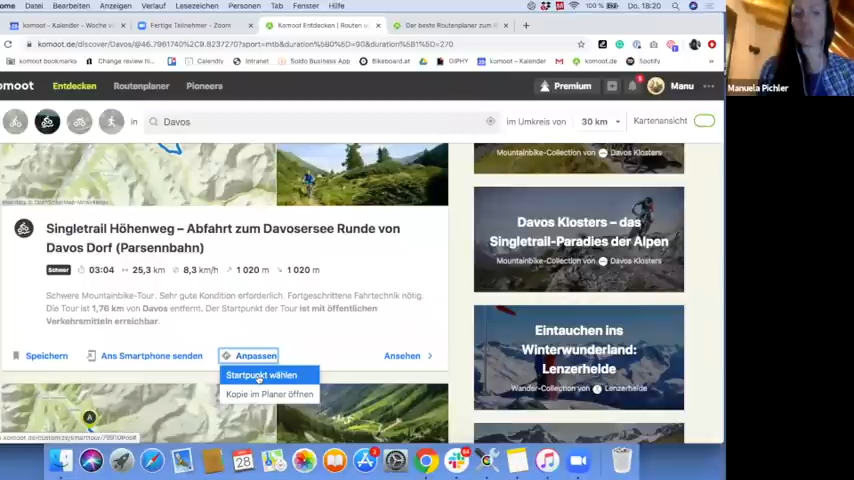 ome Datei Bearbeiten Anzeigen Verlauf Lesezeichen Personen Tab Fenster Hilfe 100 % Do. 18:20
komoot – Kalender – Woche v
Fertige Teilnehmer - Zoom
Komoot Entdecken | Routen u
Der beste Routenplaner zum R
komoot.de/discover/Davos/@46.7961740%2C9.8237270?sport=mtb&duration%5B0%5D=90&duration%5B1%5D=270
komoot bookmarks Change review hi... Calendly Intranet Soldo Business App Bikeboard.at GIPHY komoot – Kalender komoot.de Spotify
omoot Entdecken Routenplaner Pioneers Premium Manu
in Davos im Umkreis von 30 km Kartenansicht
Manuela Pichler
Mountainbike-Collection von Davos Klosters
Singletrail Höhenweg – Abfahrt zum Davosersee Runde von
Davos Dorf (Parsennbahn)
Schwer 03:04 25,3 km 8,3 km/h 1 020 m 1 020 m
Schwere Mountainbike-Tour. Sehr gute Kondition erforderlich. Fortgeschrittene Fahrtechnik nötig.
Die Tour ist 1,76 km von Davos entfernt. Der Startpunkt der Tour ist mit öffentlichen
Verkehrsmitteln erreichbar.
Speichern Ans Smartphone senden Anpassen Ansehen
Startpunkt wählen
Kopie im Planer öffnen
Davos Klosters – das
Singletrail-Paradies der Alpen
Mountainbike-Collection von Davos Klosters
Eintauchen ins
Winterwunderland:
Lenzerheide
Wander-Collection von Lenzerheide
A
28
3
64